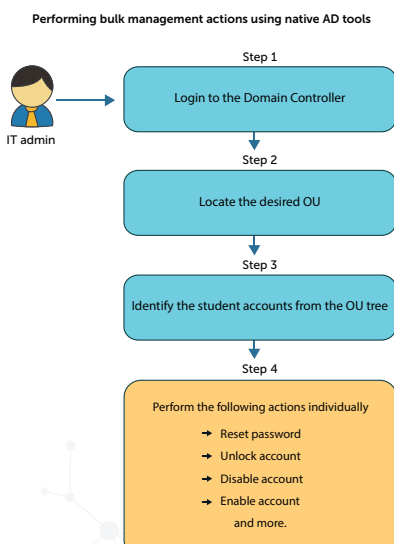 Performing bulk management actions using native AD tools
Step 1
Login to the Domain Controller
IT admin
Step 2
Locate the desired OU
Step 3
Identify the student accounts from the OU tree
Step 4
Perform the following actions individually
→ Reset password
→ Unlock account
→ Disable account
→ Enable account
and more.